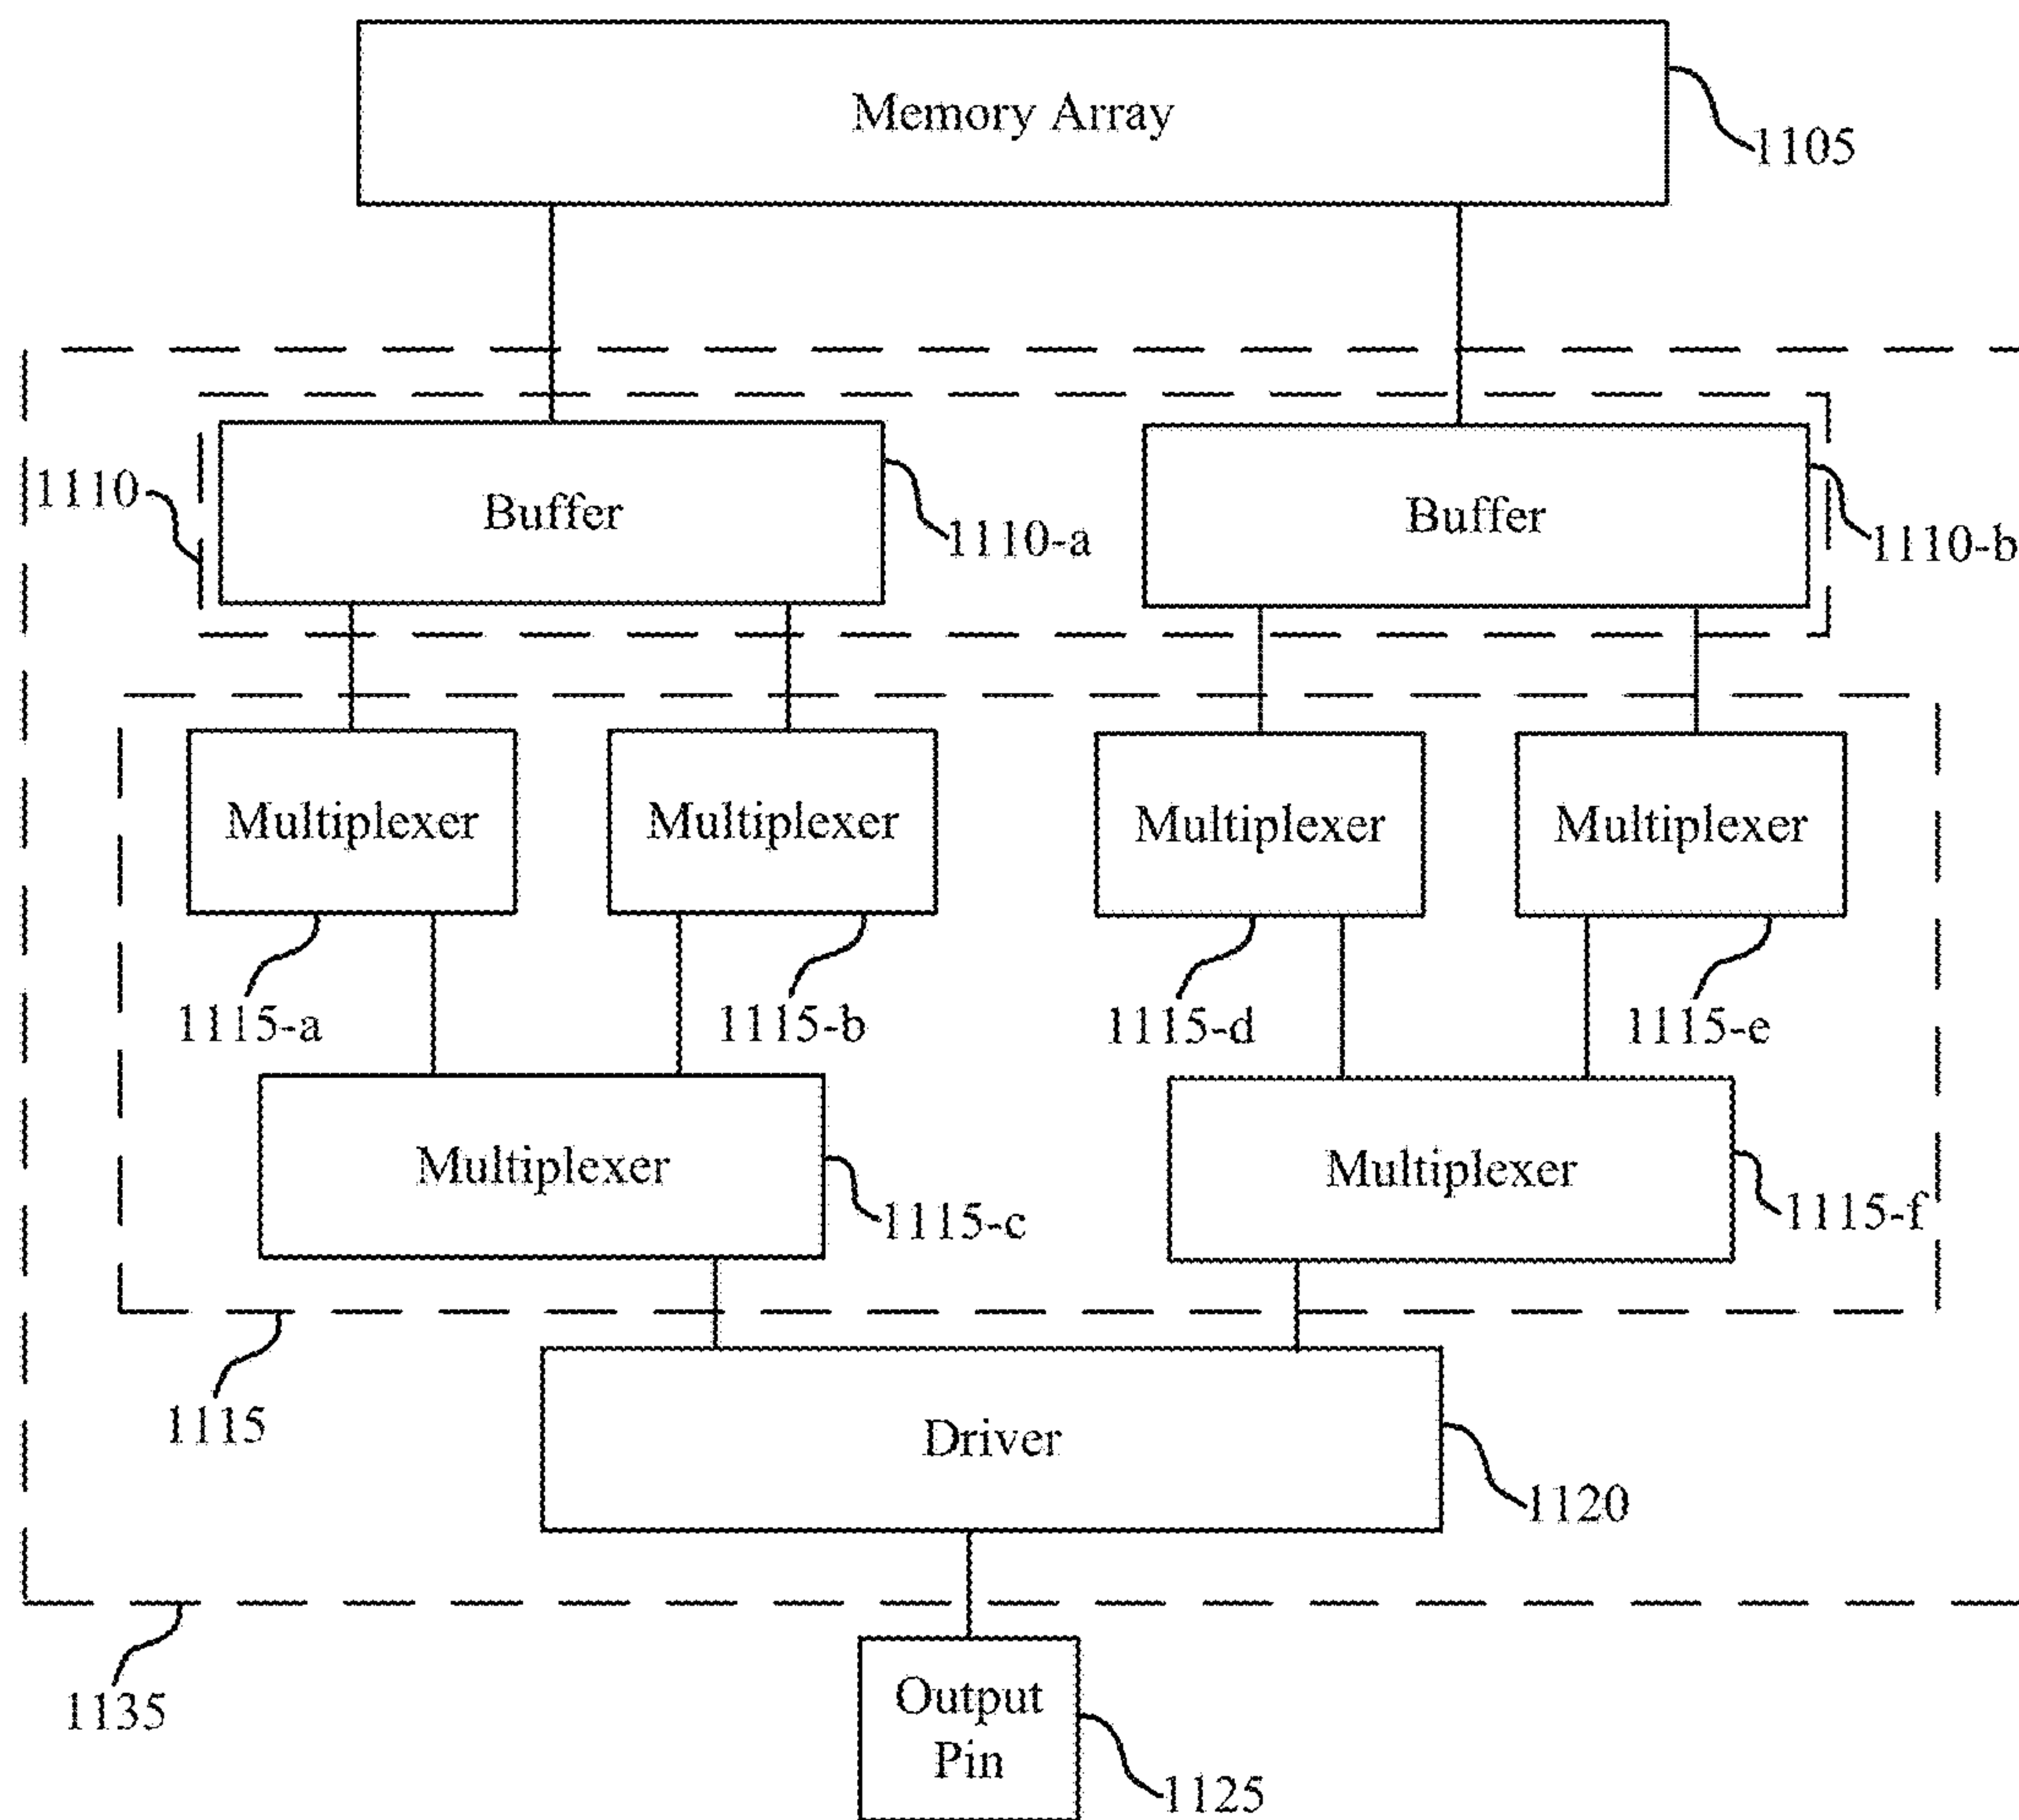 Memory Array
1105
1110
Buffer
1110-a
Buffer
1110-b
Multiplexer
Multiplexer
Multiplexer
Multiplexer
1115-a
1115-b
1115-d
1115-e
Multiplexer
1115-c
Multiplexer
1115-f
1115
Driver
1120
1135
Output
Pin
1125